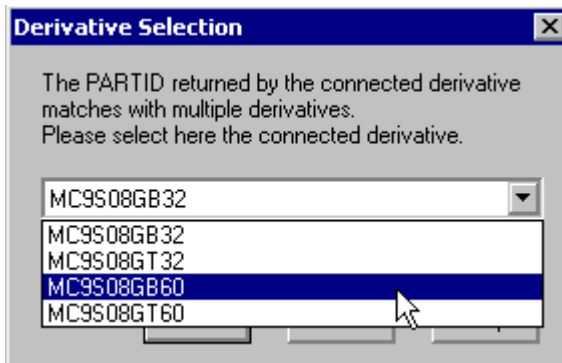 Derivative Selection
The PARTID returned by the connected derivative
matches with multiple derivatives.
Please select here the connected derivative.
MC9S08GB32
MC9S08GB32
MC9S08GT32
MC9S08GB60
MC9S08GT60